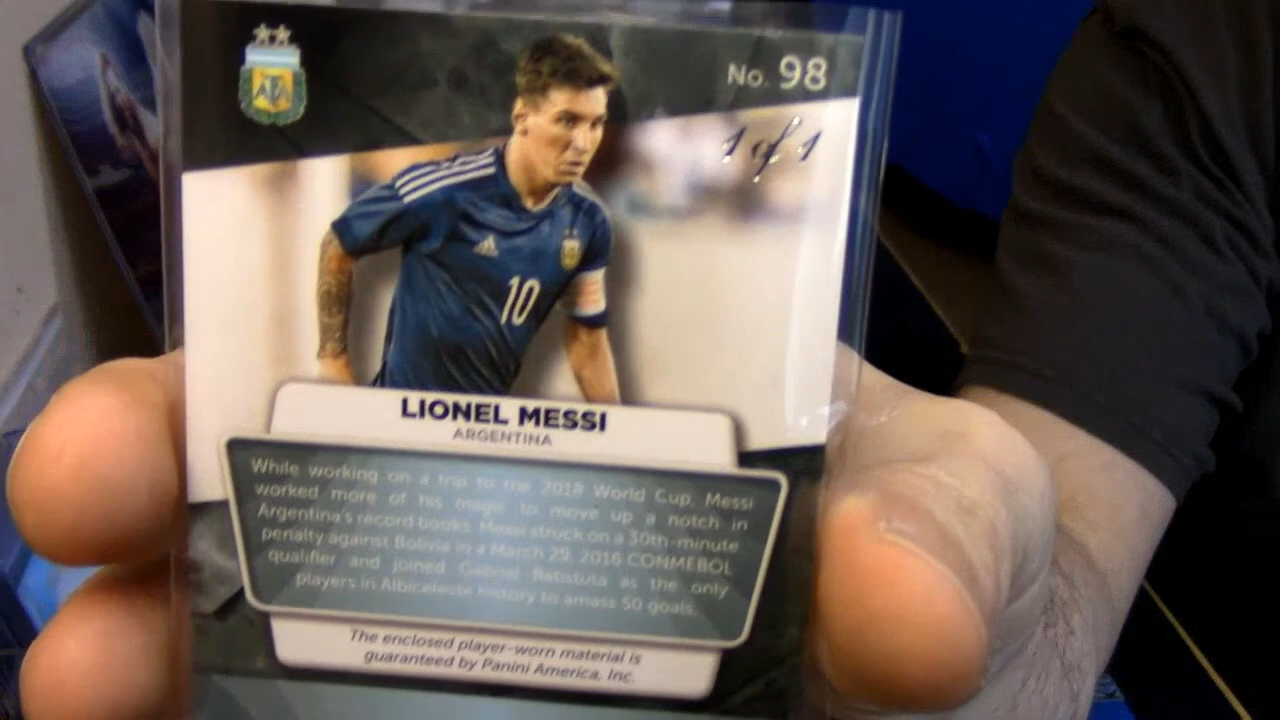 No. 98
1 of 1
10
LIONEL MESSI
ARGENTINA
While working on a trip to the 2018 World Cup, Messi
worked more of his magic to move up a notch in
Argentina's record books. Messi struck on a 30th-minute
penalty against Bolivia in a March 29, 2016 CONMEBOL
qualifier and joined Gabriel Batistuta as the only
players in Albiceleste history to amass 50 goals.
The enclosed player-worn material is
guaranteed by Panini America, Inc.